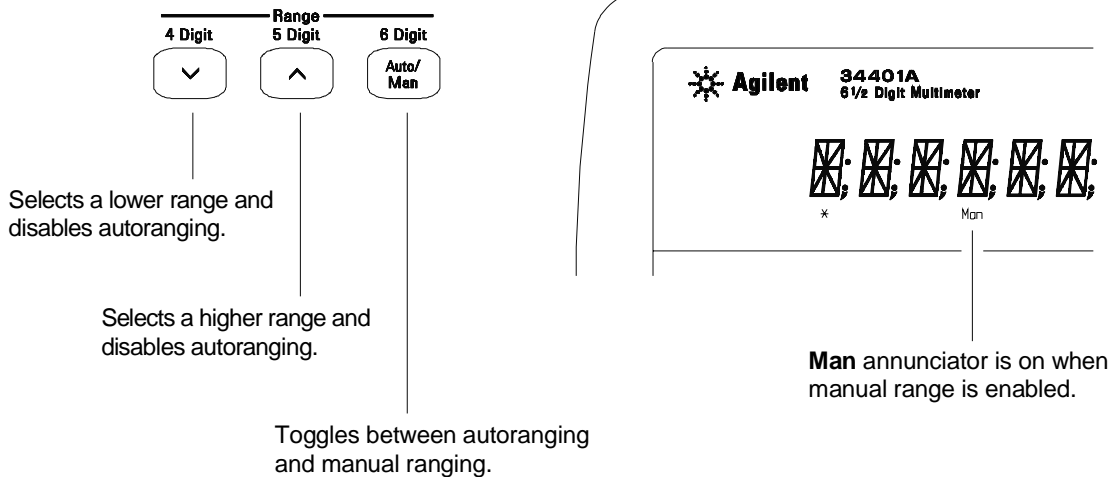 Range
4 Digit 5 Digit 6 Digit
Auto/
Man
Selects a lower range and
disables autoranging.
Selects a higher range and
disables autoranging.
Toggles between autoranging
and manual ranging.
Agilent 34401A
6½ Digit Multimeter
* Man
Man annunciator is on when
manual range is enabled.